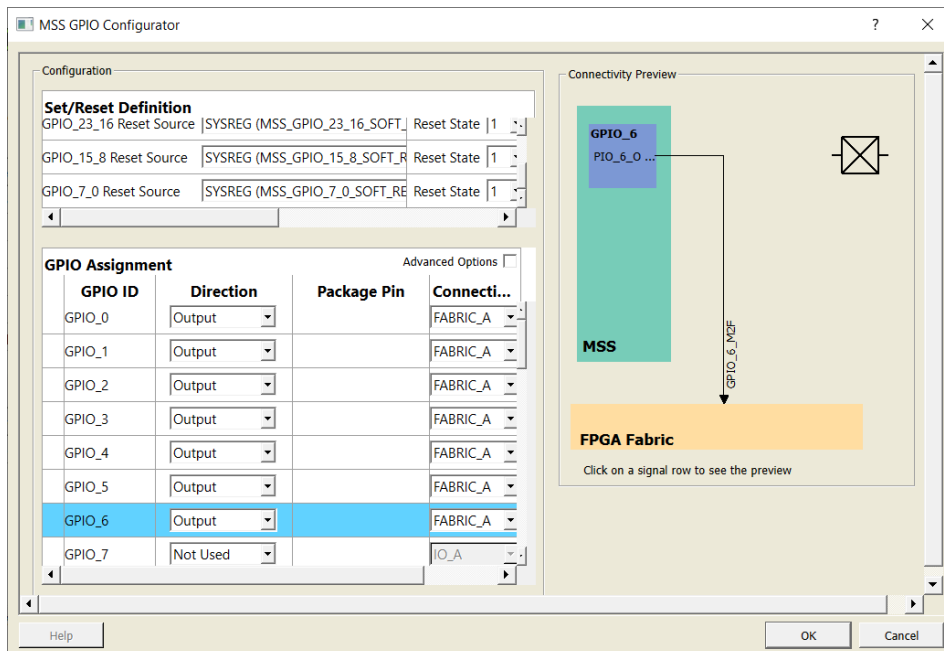 MSS GPIO Configurator ?
Configuration
Set/Reset Definition
GPIO_23_16 Reset Source SYSREG (MSS_GPIO_23_16_SOFT_ Reset State 1
GPIO_15_8 Reset Source SYSREG (MSS_GPIO_15_8_SOFT_R Reset State 1
GPIO_7_0 Reset Source SYSREG (MSS_GPIO_7_0_SOFT_RE Reset State 1
GPIO Assignment Advanced Options
GPIO ID Direction Package Pin Connecti...
GPIO_0 Output FABRIC_A
GPIO_1 Output FABRIC_A
GPIO_2 Output FABRIC_A
GPIO_3 Output FABRIC_A
GPIO_4 Output FABRIC_A
GPIO_5 Output FABRIC_A
GPIO_6 Output FABRIC_A
GPIO_7 Not Used IO_A
Connectivity Preview
GPIO_6
PIO_6_O ...
MSS
GPIO_6_M2F
FPGA Fabric
Click on a signal row to see the preview
Help OK Cancel